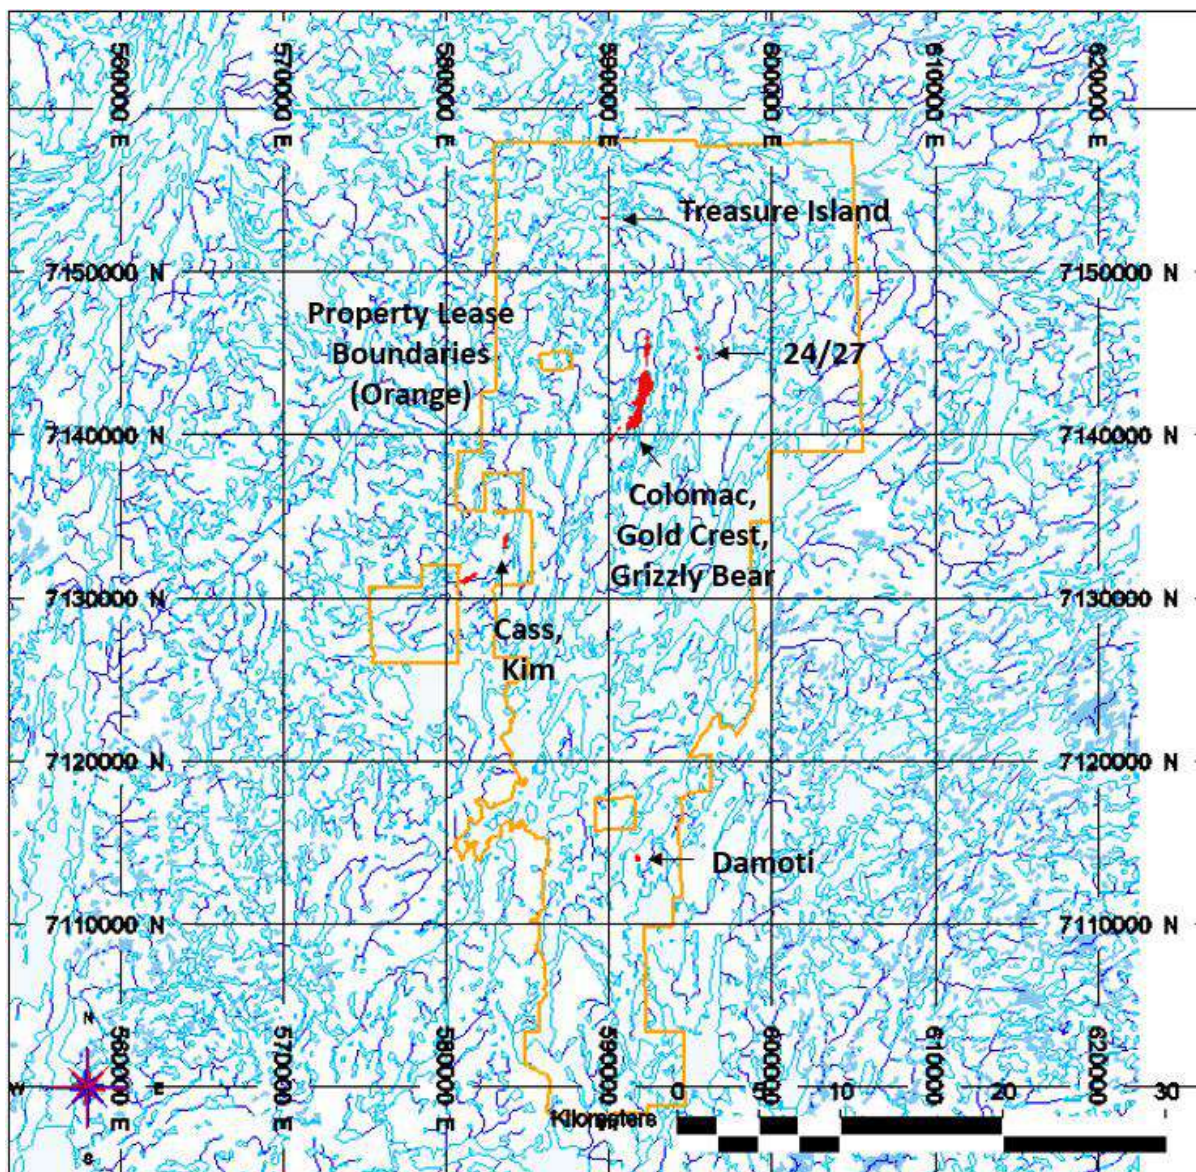 560000 E
570000 E
580000 E
590000 E
600000 E
610000 E
620000 E
Treasure Island
7150000 N
7150000 N
Property Lease
Boundaries
(Orange)
24/27
7140000 N
7140000 N
Colomac,
Gold Crest,
Grizzly Bear
7130000 N
7130000 N
Cass,
Kim
7120000 N
7120000 N
Damoti
7110000 N
7110000 N
N
W
E
S
560000 E
570000 E
580000 E
590000
600000 E
610000 E
620000 E
0
5
10
20
30
Kilometers